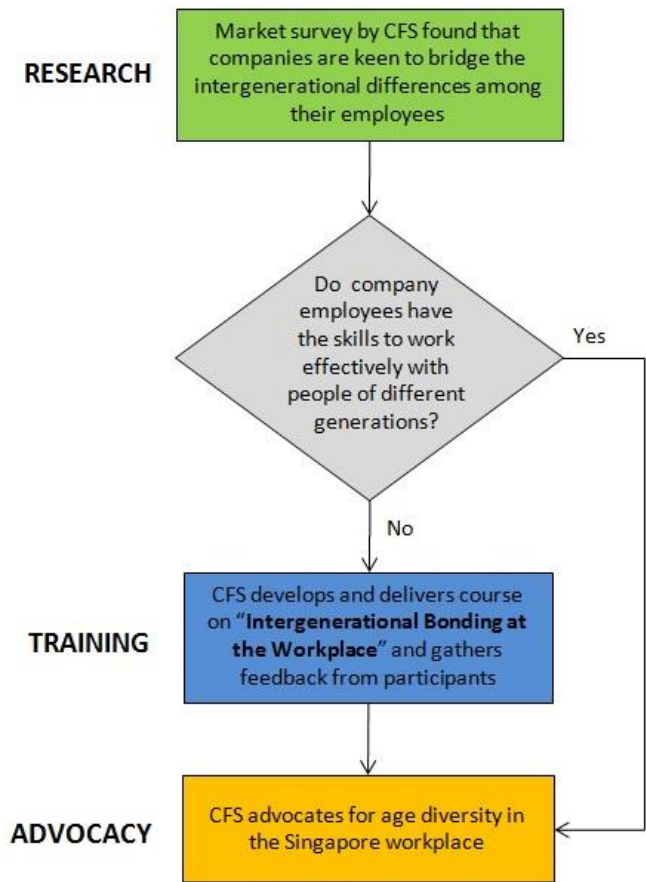 RESEARCH
Market survey by CFS found that
companies are keen to bridge the
intergenerational differences among
their employees
Do company
employees have
the skills to work
effectively with
people of different
generations?
Yes
No
TRAINING
CFS develops and delivers course
on “Intergenerational Bonding at
the Workplace” and gathers
feedback from participants
ADVOCACY
CFS advocates for age diversity in
the Singapore workplace